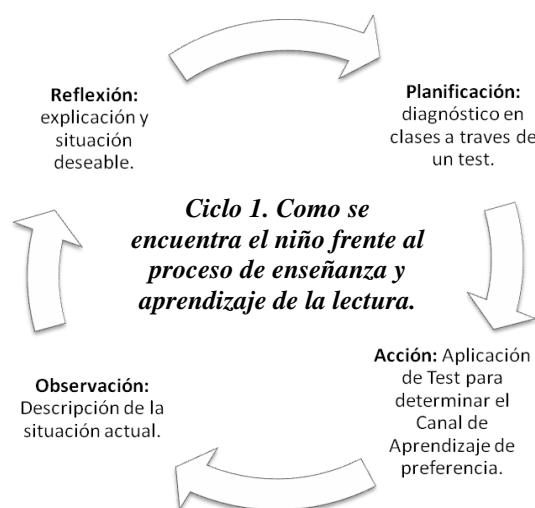 Reflexión:
explicación y
situación
deseable.
Planificación:
diagnóstico en
clases a traves de
un test.
Ciclo 1. Como se
encuentra el niño frente al
proceso de enseñanza y
aprendizaje de la lectura.
Acción: Aplicación
de Test para
determinar el
Canal de
Aprendizaje de
preferencia.
Observación:
Descripción de la
situación actual.